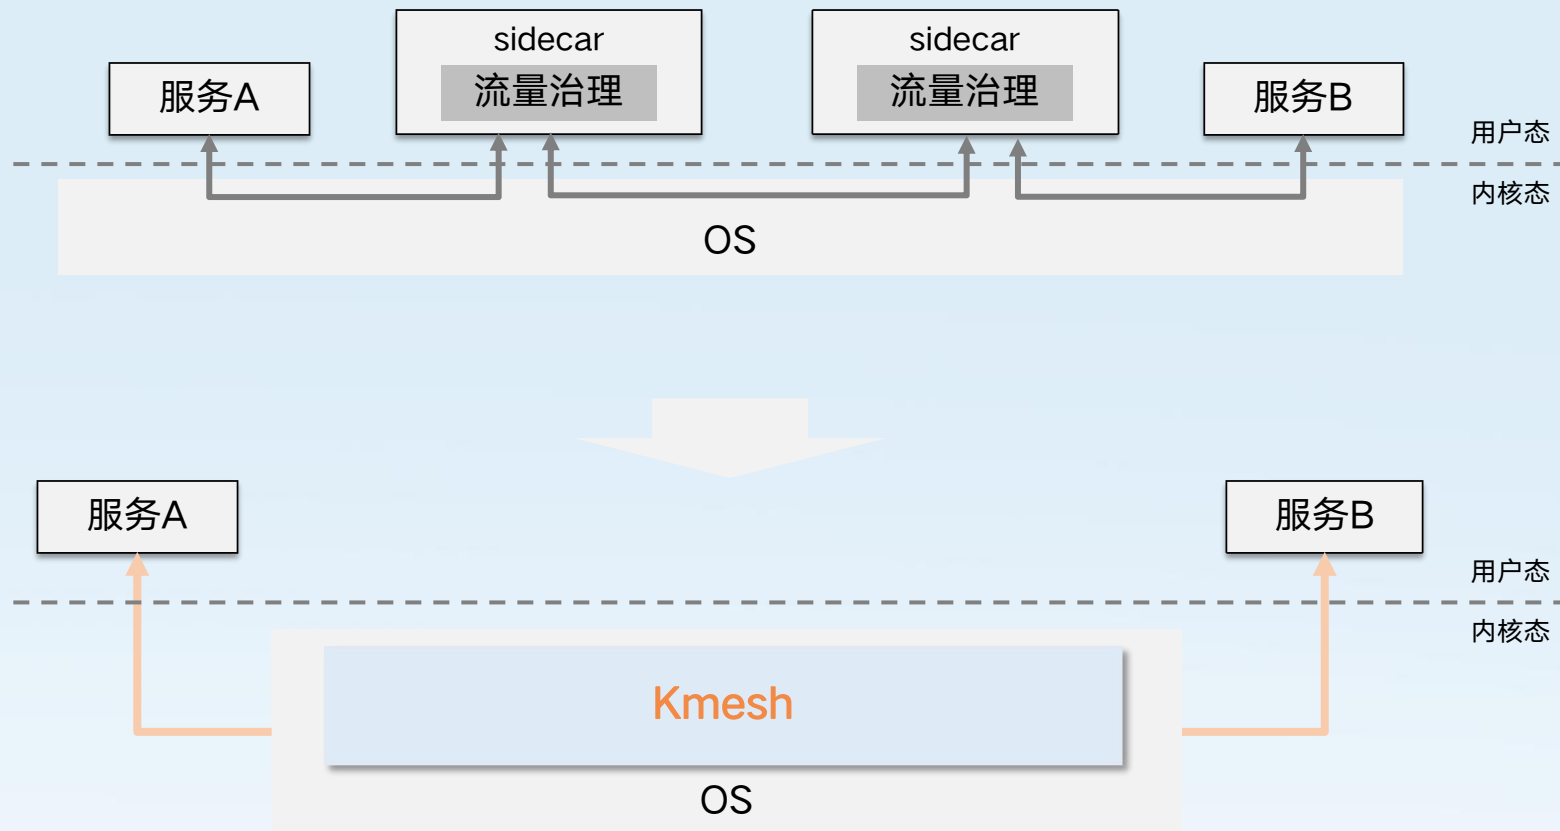 sidecar
sidecar
服务A
流量治理
流量治理
服务B
用户态
内核态
OS
服务A
服务B
用户态
内核态
Kmesh
OS